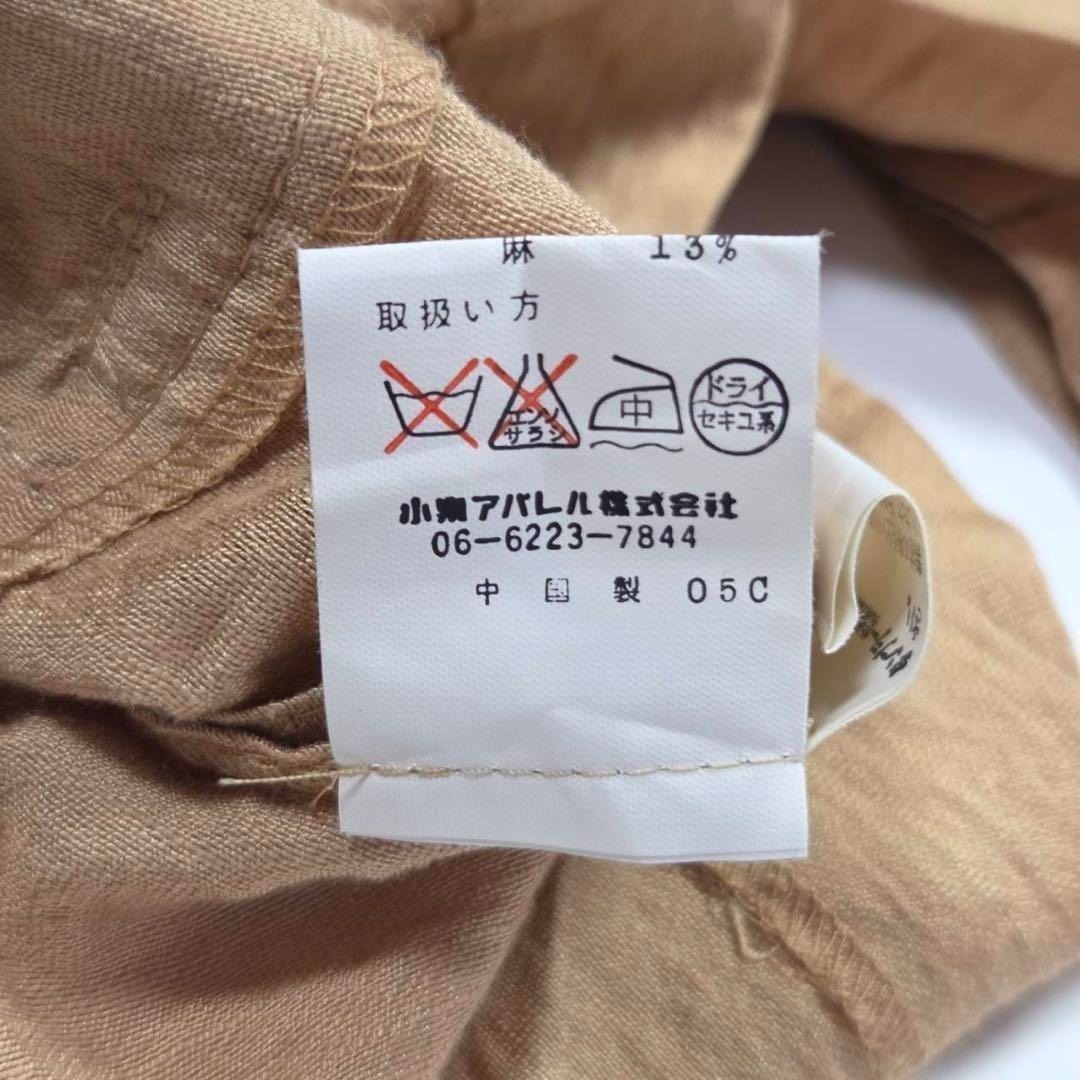 麻 13%
取扱い方
エンソ サラシ 中 ドライ セキユ系
小泉アパレル株式会社
06-6223-7844
中国製 05C